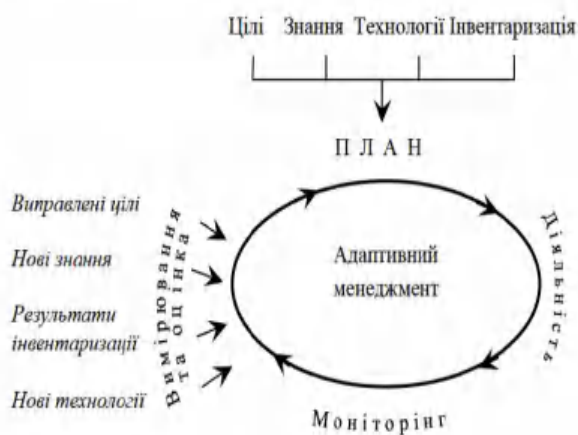 Цілі Знання Технології Інвентаризація
П Л А Н
Виправлені цілі
Нові знання
Результати
інвентаризації
Нові технології
Вимірювання
та оцінка
Адаптивний
менеджмент
Діяльність
Моніторінг